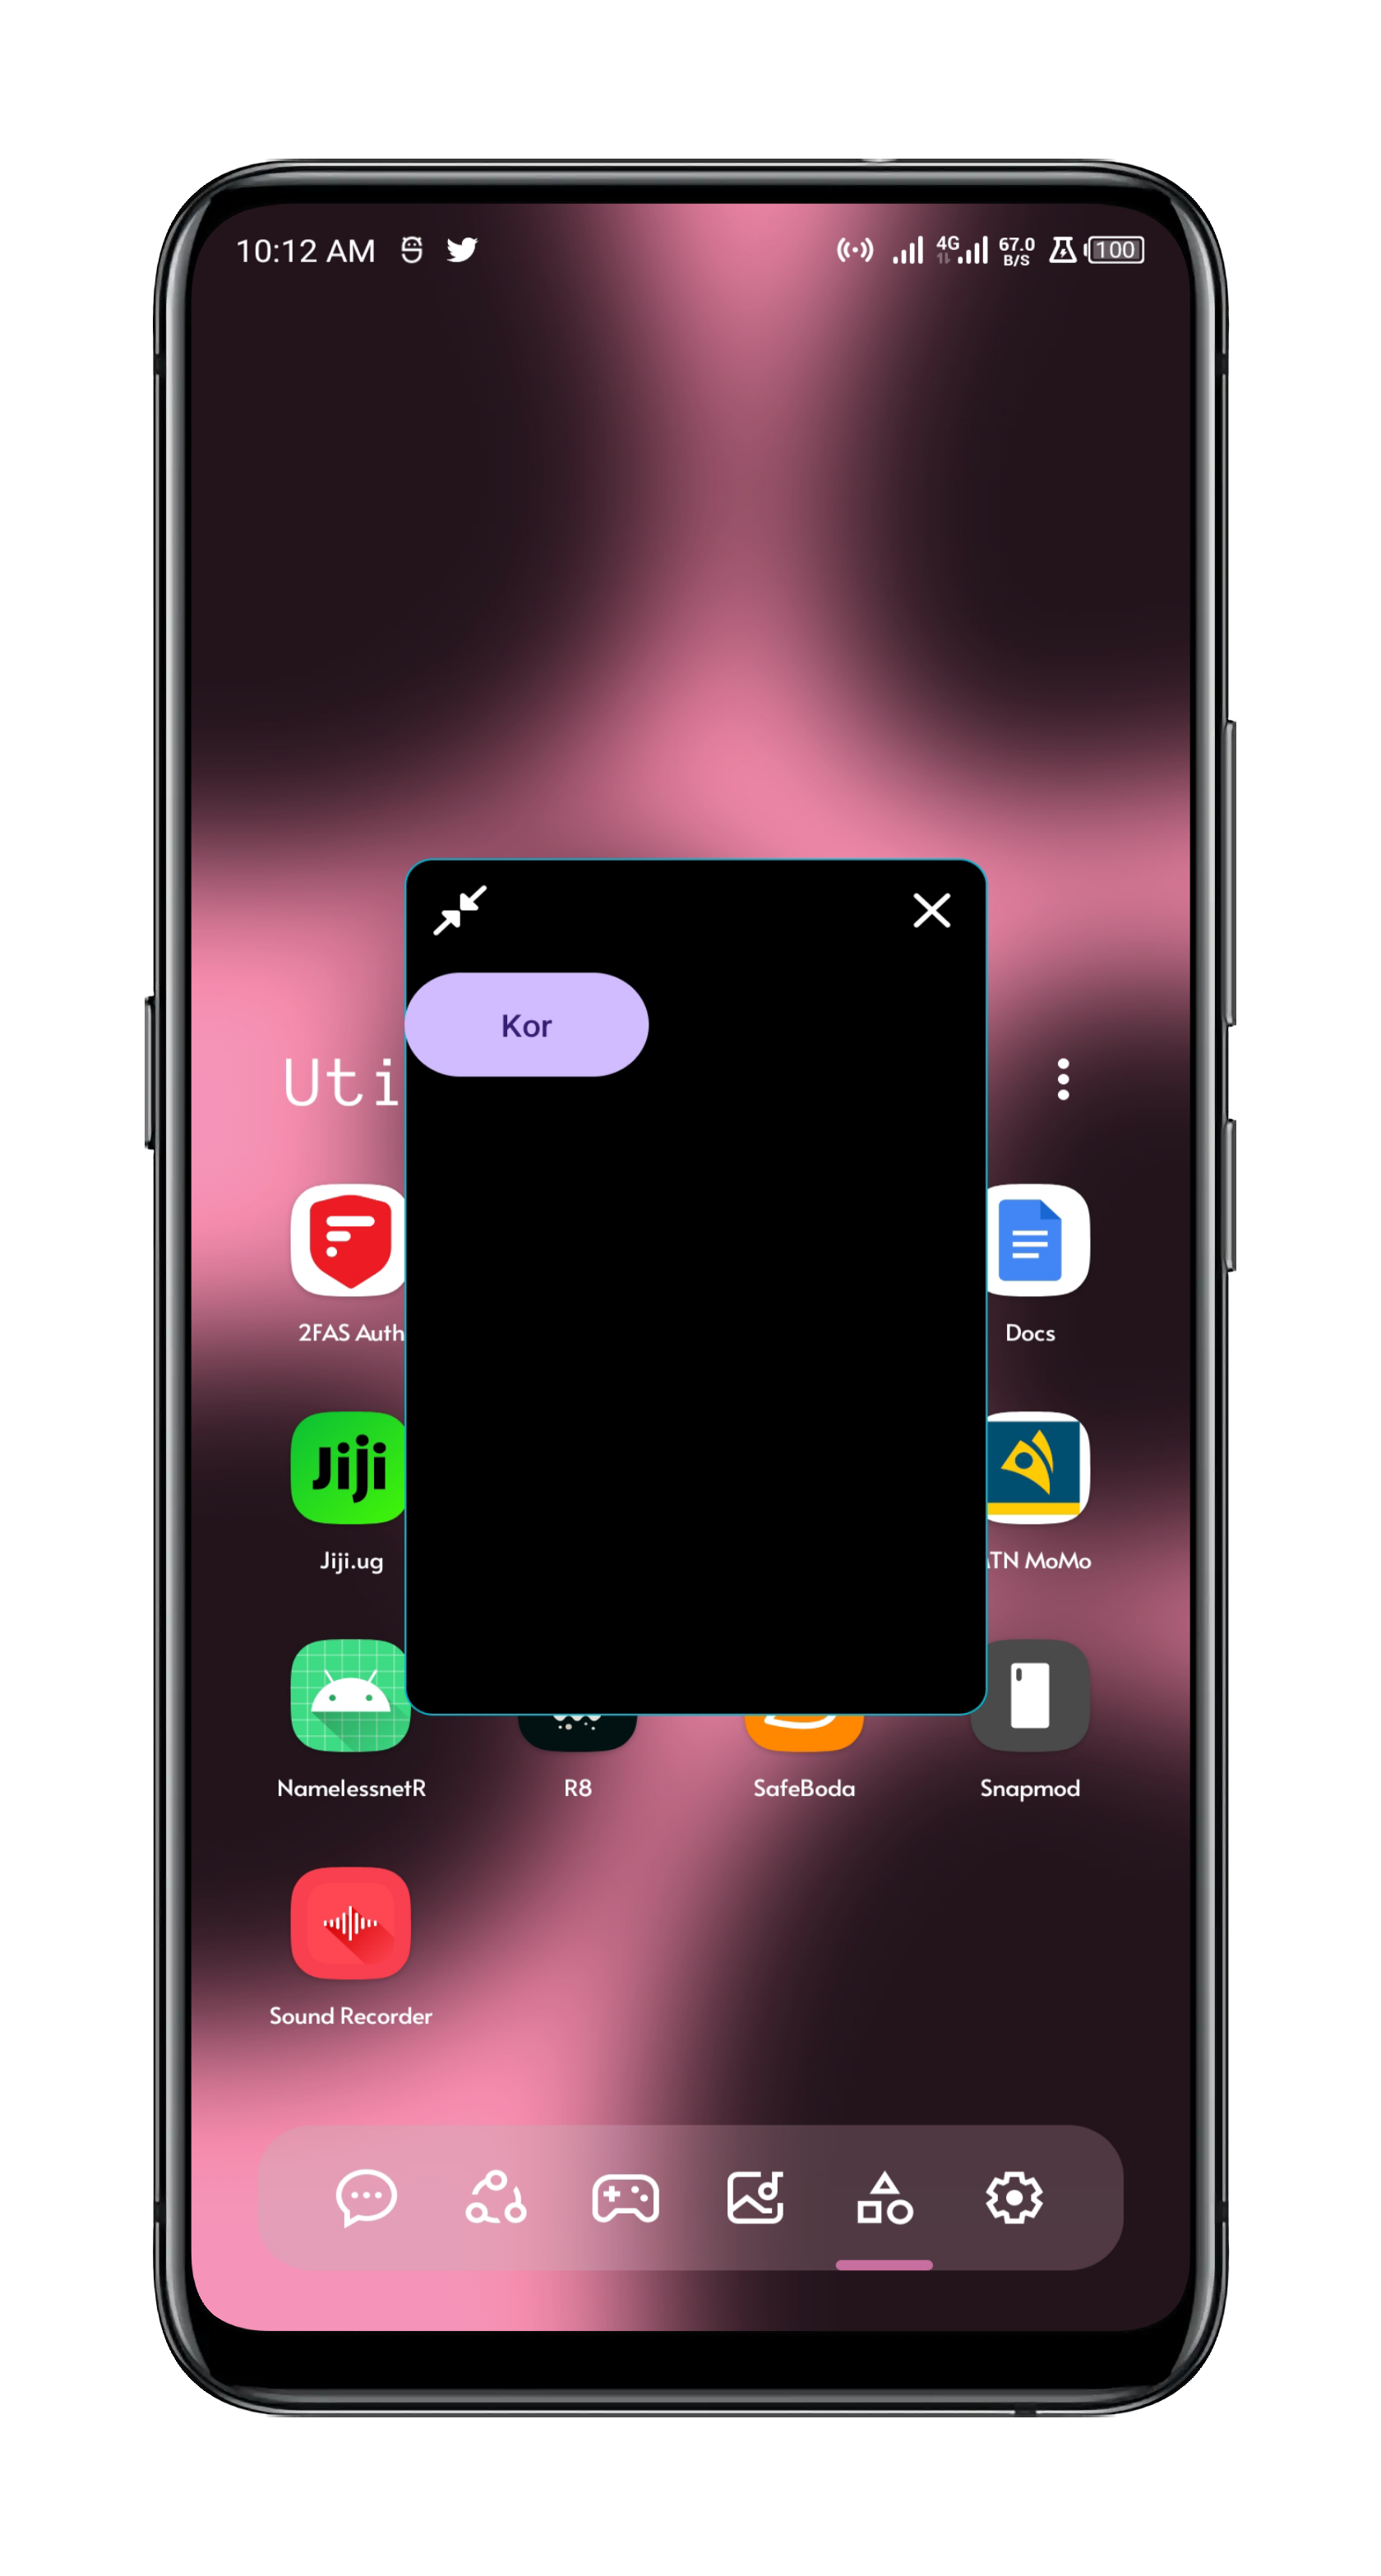 10:12 AM
4G
67.0
B/S
100
Kor
Uti
2FAS Auth
Docs
Jiji
Jiji.ug
TN MoMo
NamelessnetR
R8
SafeBoda
Snapmod
Sound Recorder